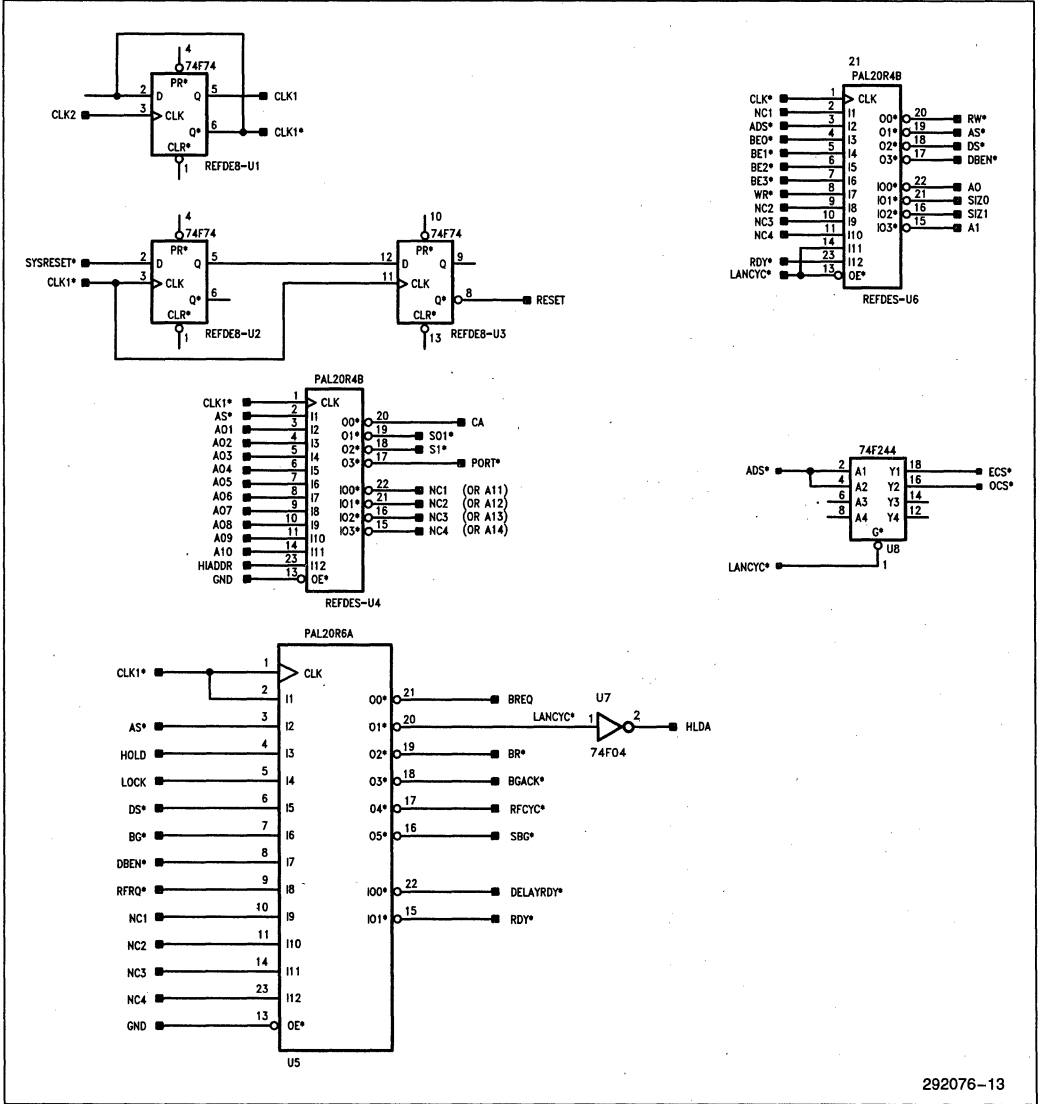 4
74F74
PR*
2 D Q 5 CLK1
CLK2 3 CLK
Q* 6 CLK1*
CLR*
1 REFDE8-U1
4
74F74
PR*
SYSRESET* 2 D Q 5
CLK1* 3 CLK
Q* 6
CLR*
1 REFDE8-U2
10
74F74
PR*
12 D Q 9
11 CLK
Q* 8 RESET
CLR*
13 REFDE8-U3
21
PAL20R4B
CLK* 1 CLK
NC1 2 I1 O0* 20 RW*
ADS* 3 I2 O1* 19 AS*
BE0* 4 I3 O2* 18 DS*
BE1* 5 I4 O3* 17 DBEN*
BE2* 6 I5
BE3* 7 I6 IO0* 22 A0
WR* 8 I7 IO1* 21 SIZ0
NC2 9 I8 IO2* 16 SIZ1
NC3 10 I9 IO3* 15 A1
NC4 11 I10
14 I11
RDY* 23 I12
LANCYC* 13 OE*
REFDES-U6
PAL20R4B
CLK1* 1 CLK
AS* 2 I1 O0* 20 CA
A01 3 I2 O1* 19 S01*
A02 4 I3 O2* 18 S1*
A03 5 I4 O3* 17 PORT*
A04 6 I5
A05 7 I6 IO0* 22 NC1 (OR A11)
A06 8 I7 IO1* 21 NC2 (OR A12)
A07 9 I8 IO2* 16 NC3 (OR A13)
A08 10 I9 IO3* 15 NC4 (OR A14)
A09 11 I10
A10 14 I11
HIADDR 23 I12
GND 13 OE*
REFDES-U4
74F244
ADS* 2 A1 Y1 18 ECS*
4 A2 Y2 16 OCS*
6 A3 Y3 14
8 A4 Y4 12
G*
U8
LANCYC* 1
PAL20R6A
CLK1* 1 CLK
2 I1 O0* 21 BREQ
AS* 3 I2 O1* 20 LANCYC* 1 U7 2 HLDA
74F04
HOLD 4 I3 O2* 19 BR*
LOCK 5 I4 O3* 18 BGACK*
DS* 6 I5 O4* 17 RFCYC*
BG* 7 I6 O5* 16 SBG*
DBEN* 8 I7
RFRQ* 9 I8 IO0* 22 DELAYRDY*
NC1 10 I9 IO1* 15 RDY*
NC2 11 I10
NC3 14 I11
NC4 23 I12
GND 13 OE*
U5
292076-13